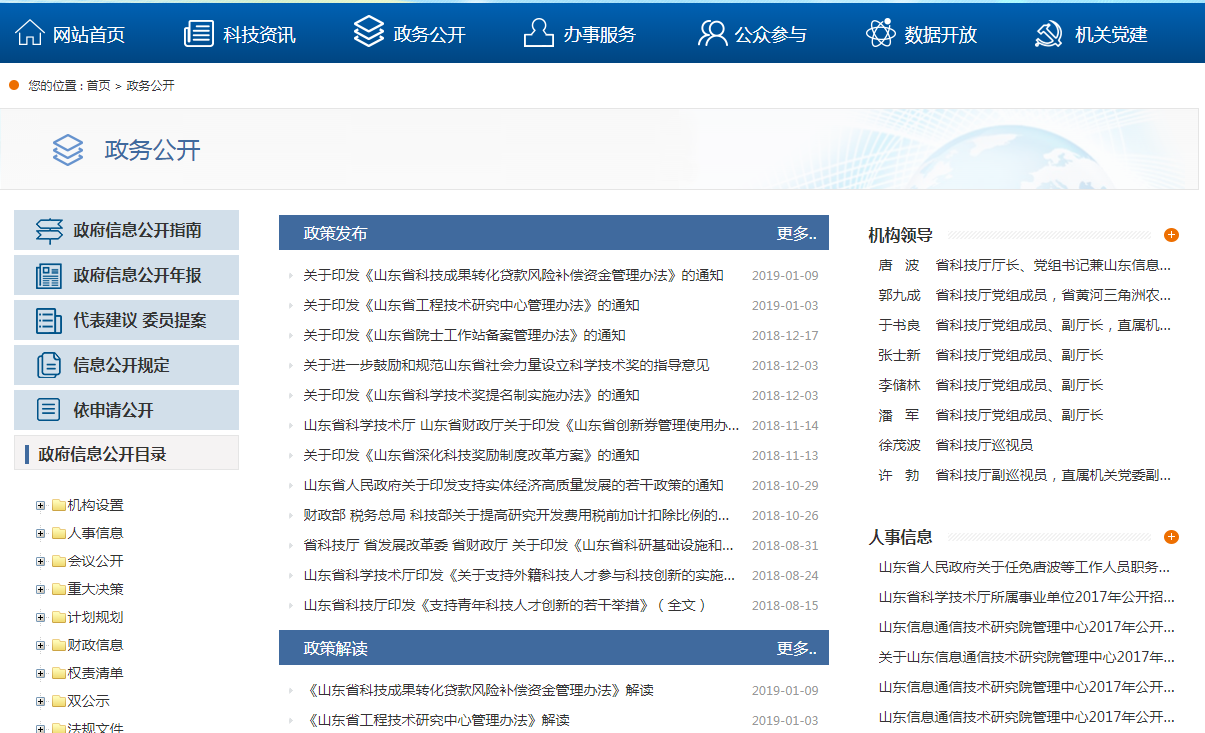 网站首页 科技资讯 政务公开 办事服务 公众参与 数据开放 机关党建
您的位置 : 首页 > 政务公开
政务公开
政府信息公开指南
政府信息公开年报
代表建议 委员提案
信息公开规定
依申请公开
政府信息公开目录
机构设置
人事信息
会议公开
重大决策
计划规划
财政信息
权责清单
双公示
法规文件
政策发布 更多..
关于印发《山东省科技成果转化贷款风险补偿资金管理办法》的通知 2019-01-09
关于印发《山东省工程技术研究中心管理办法》的通知 2019-01-03
关于印发《山东省院士工作站备案管理办法》的通知 2018-12-17
关于进一步鼓励和规范山东省社会力量设立科学技术奖的指导意见 2018-12-03
关于印发《山东省科学技术奖提名制实施办法》的通知 2018-12-03
山东省科学技术厅 山东省财政厅关于印发《山东省创新券管理使用办... 2018-11-14
关于印发《山东省深化科技奖励制度改革方案》的通知 2018-11-13
山东省人民政府关于印发支持实体经济高质量发展的若干政策的通知 2018-10-29
财政部 税务总局 科技部关于提高研究开发费用税前加计扣除比例的... 2018-10-26
省科技厅 省发展改革委 省财政厅 关于印发《山东省科研基础设施和... 2018-08-31
山东省科学技术厅印发《关于支持外籍科技人才参与科技创新的实施... 2018-08-24
山东省科技厅印发《支持青年科技人才创新的若干举措》（全文） 2018-08-15
政策解读 更多..
《山东省科技成果转化贷款风险补偿资金管理办法》解读 2019-01-09
《山东省工程技术研究中心管理办法》解读 2019-01-03
机构领导
唐 波 省科技厅厅长、党组书记兼山东信息...
郭九成 省科技厅党组成员，省黄河三角洲农...
于书良 省科技厅党组成员、副厅长，直属机...
张士新 省科技厅党组成员、副厅长
李储林 省科技厅党组成员、副厅长
潘 军 省科技厅党组成员、副厅长
徐茂波 省科技厅巡视员
许 勃 省科技厅副巡视员，直属机关党委副...
人事信息
山东省人民政府关于任免唐波等工作人员职务...
山东省科学技术厅所属事业单位2017年公开招...
山东信息通信技术研究院管理中心2017年公开...
关于山东信息通信技术研究院管理中心2017年...
山东信息通信技术研究院管理中心2017年公开...
山东信息通信技术研究院管理中心2017年公开...